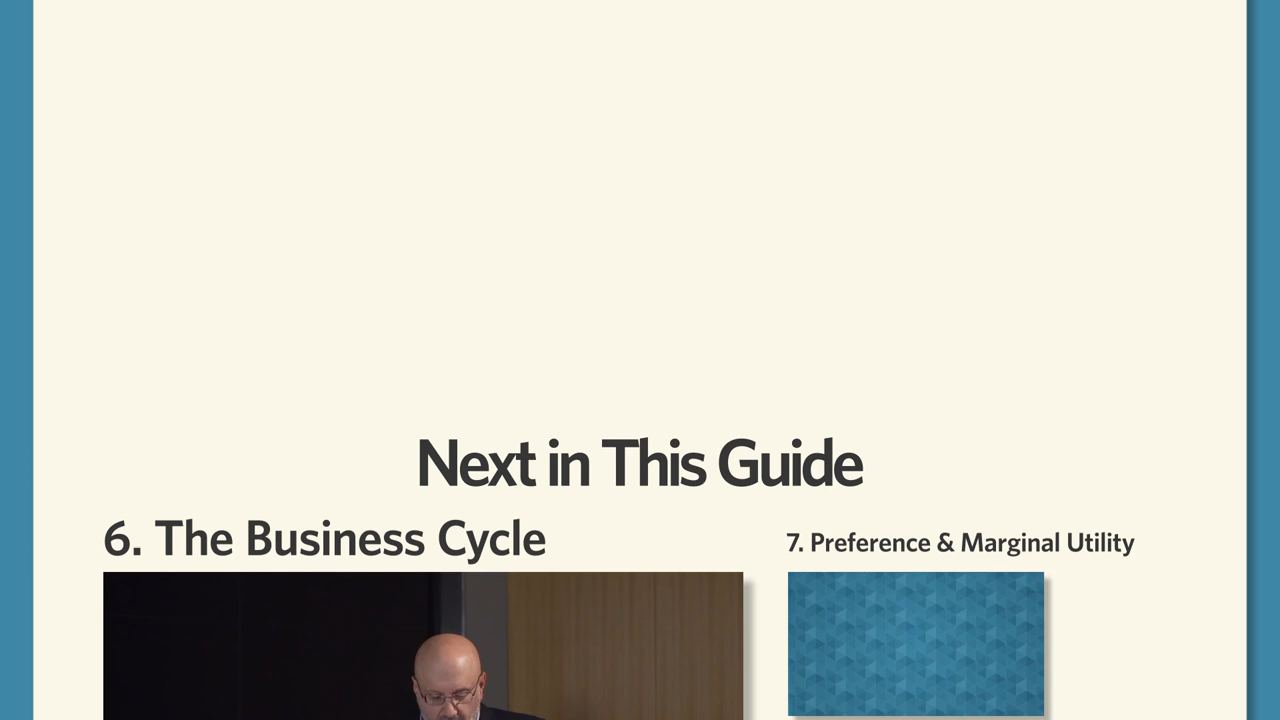 Next in This Guide
6. The Business Cycle
7. Preference & Marginal Utility